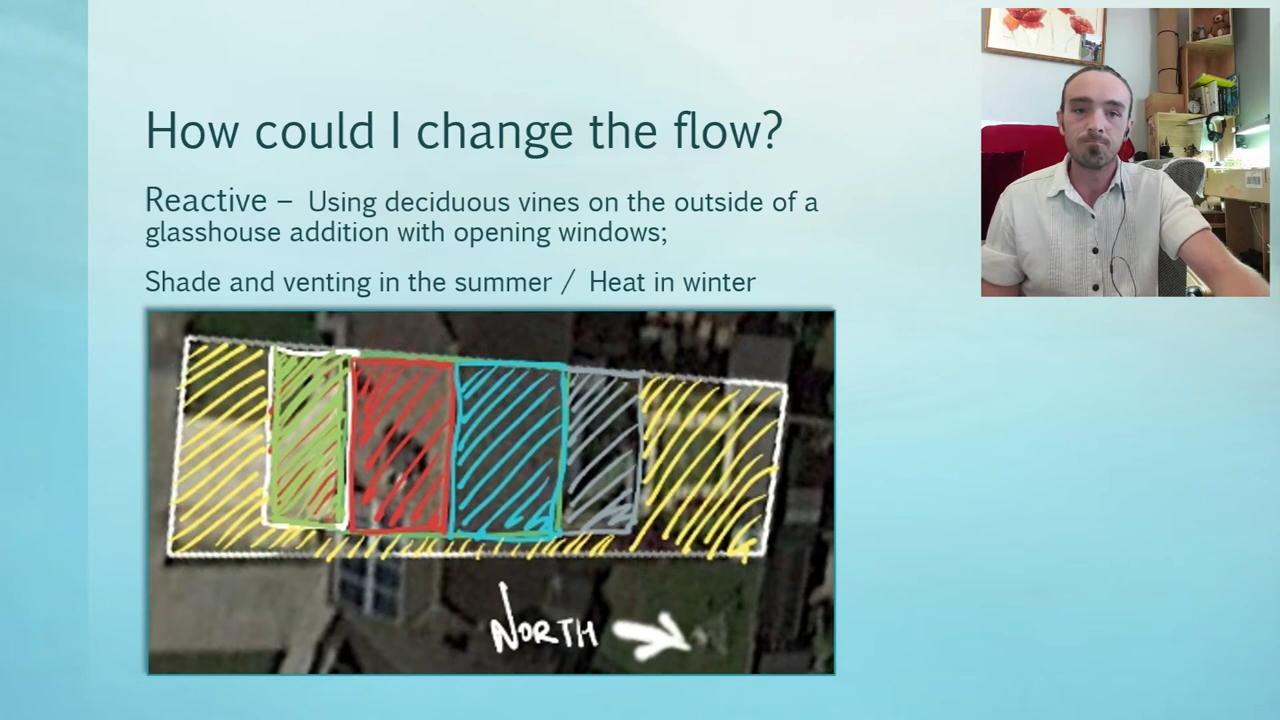 How could I change the flow?
Reactive – Using deciduous vines on the outside of a
glasshouse addition with opening windows;
Shade and venting in the summer / Heat in winter
NORTH